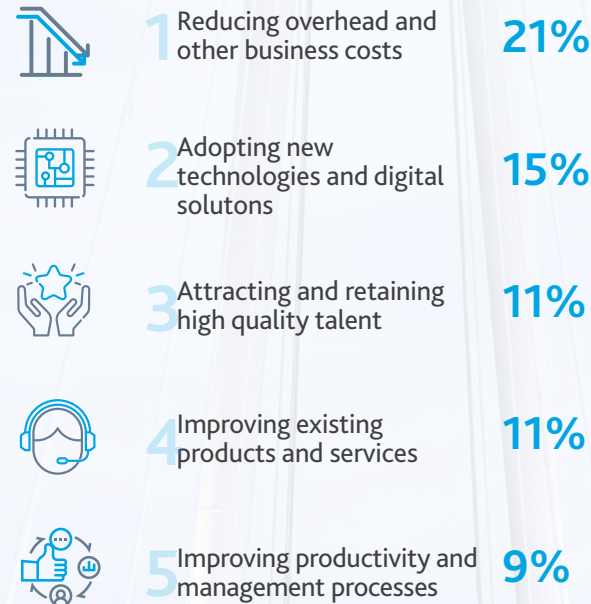 1 Reducing overhead and
other business costs
21%
2 Adopting new
technologies and digital
solutons
15%
3 Attracting and retaining
high quality talent
11%
4 Improving existing
products and services
11%
5 Improving productivity and
management processes
9%